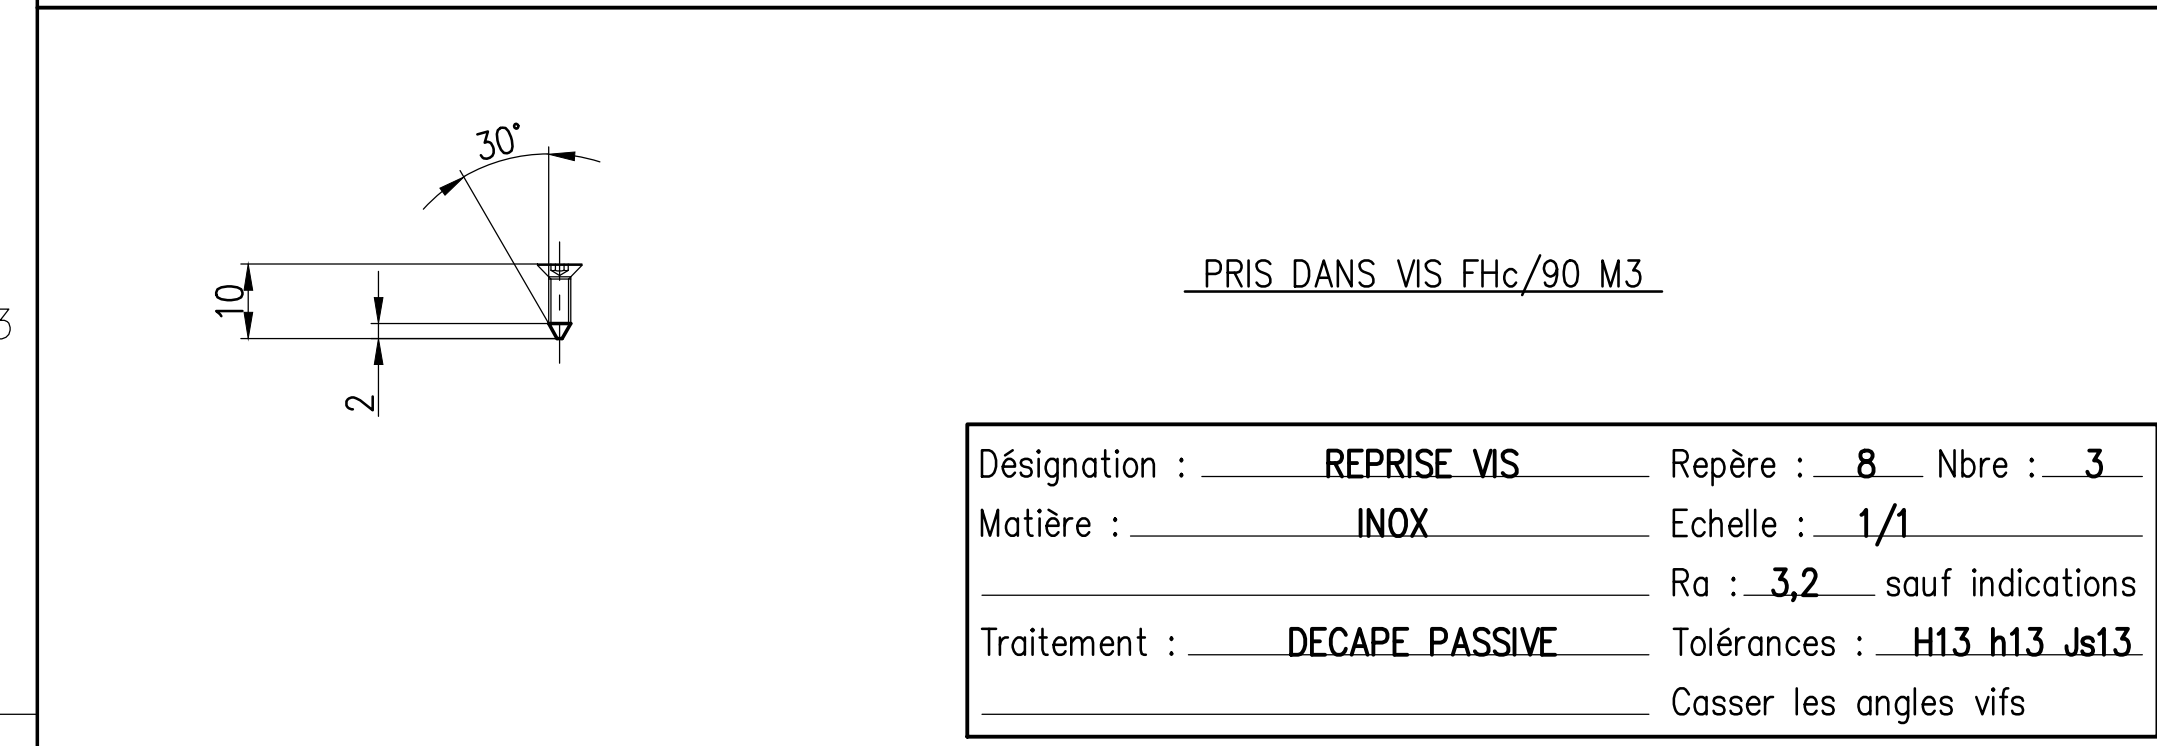 30°
10
2
3
PRIS DANS VIS FHc/90 M3
Désignation : REPRISE VIS Repère : 8 Nbre : 3
Matière : INOX Echelle : 1/1
Ra : 3,2 sauf indications
Traitement : DECAPE PASSIVE Tolérances : H13 h13 Js13
Casser les angles vifs